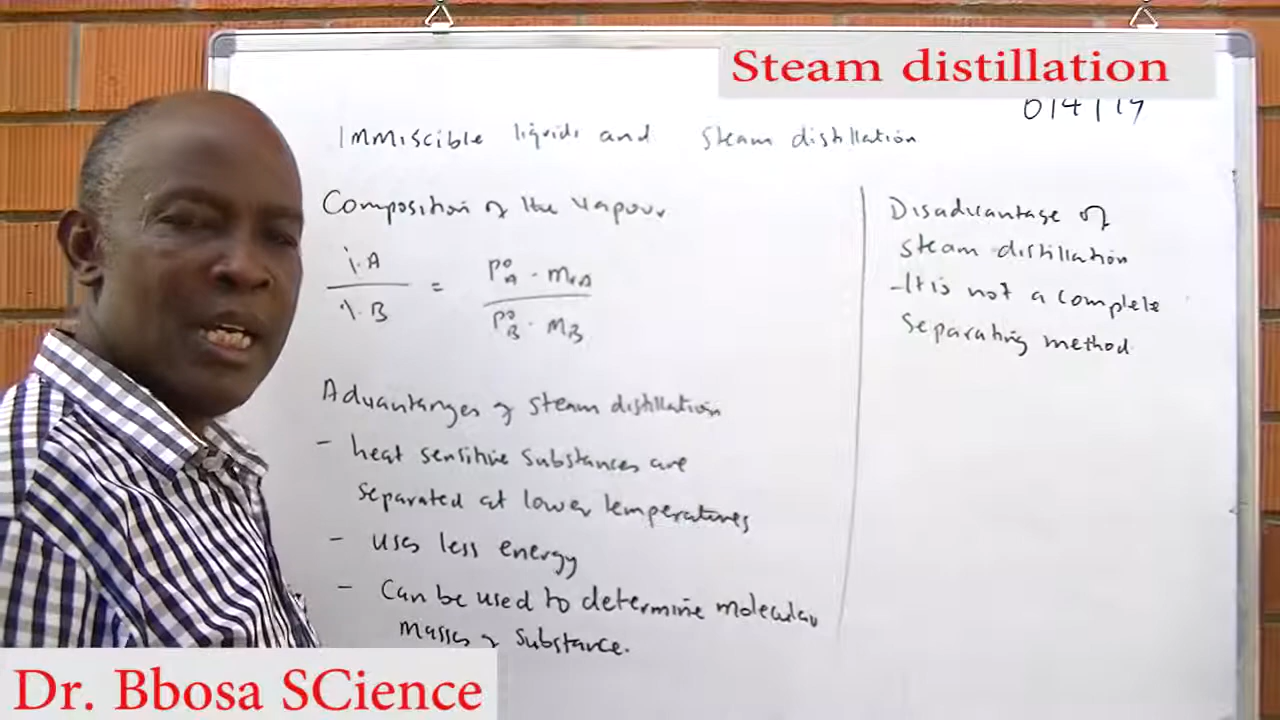 Steam distillation
Immiscible liquids and steam distillation
Composition of the vapour
%A / %B = P°A . MrA / P°B . MB
Advantanges of steam distillation
- heat sensitive substances are
separated at lower temperatures
- uses less energy
- Can be used to determine molecular
masses of substance.
Disadvantage of
steam distillation
- It is not a complete
Separating method
Dr. Bbosa SCience